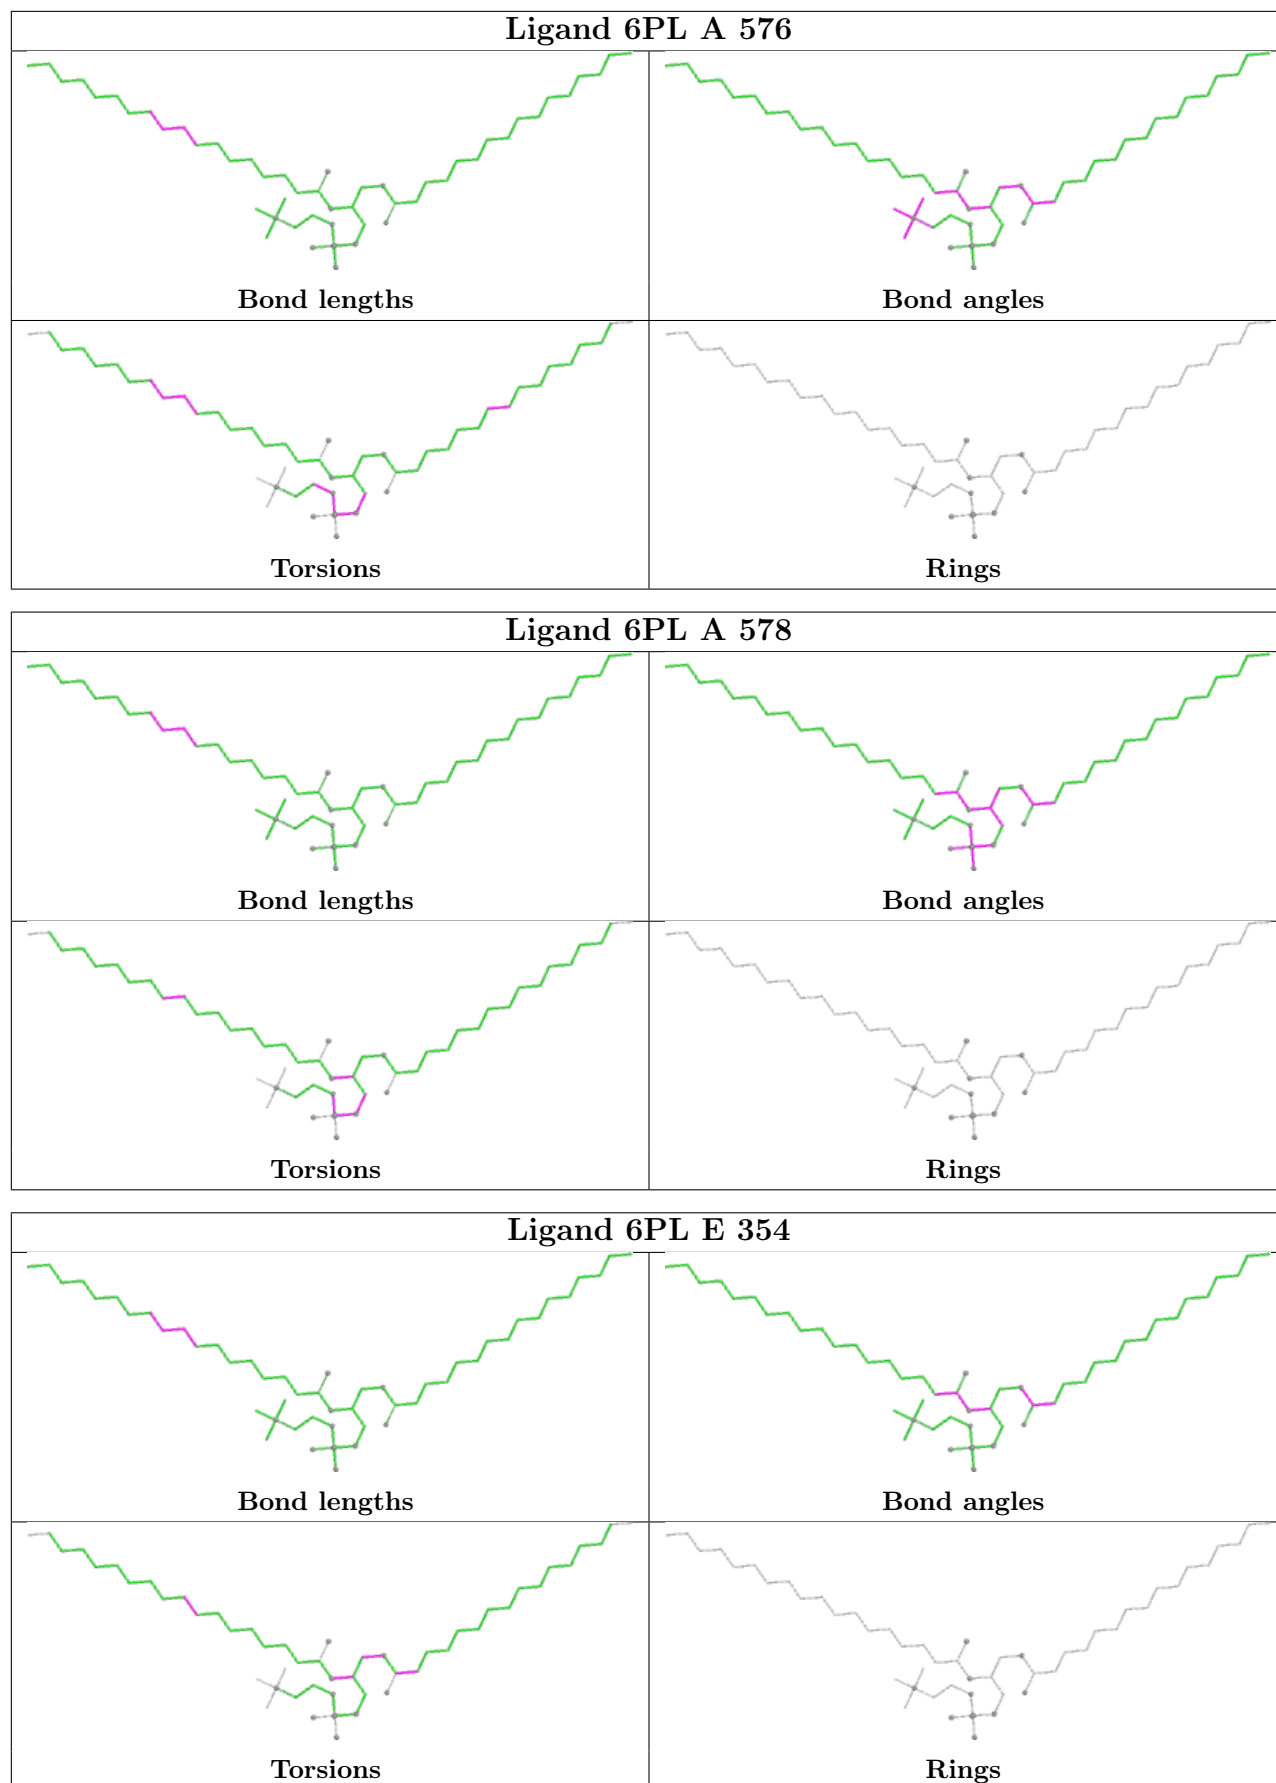 Ligand 6PL A 576
Bond lengths
Bond angles
Torsions
Rings
Ligand 6PL A 578
Bond lengths
Bond angles
Torsions
Rings
Ligand 6PL E 354
Bond lengths
Bond angles
Torsions
Rings